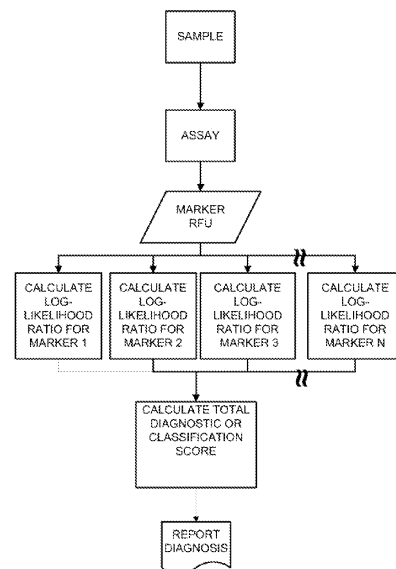 SAMPLE
ASSAY
MARKER
RFU
CALCULATE
LOG-
LIKELIHOOD
RATIO FOR
MARKER 1
CALCULATE
LOG-
LIKELIHOOD
RATIO FOR
MARKER 2
CALCULATE
LOG-
LIKELIHOOD
RATIO FOR
MARKER 3
CALCULATE
LOG-
LIKELIHOOD
RATIO FOR
MARKER N
CALCULATE TOTAL
DIAGNOSTIC OR
CLASSIFICATION
SCORE
REPORT
DIAGNOSIS